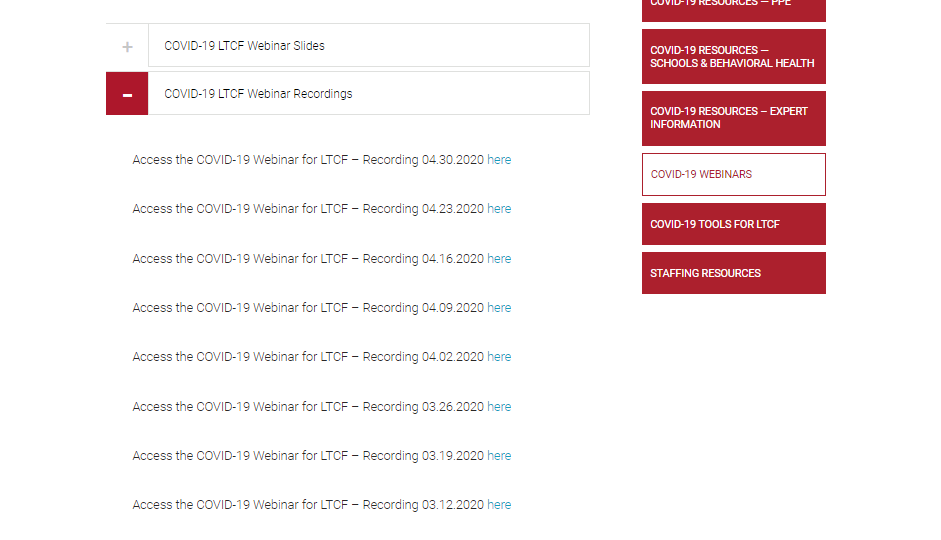 COVID-19 LTCF Webinar Slides
COVID-19 LTCF Webinar Recordings
Access the COVID-19 Webinar for LTCF – Recording 04.30.2020 here
Access the COVID-19 Webinar for LTCF – Recording 04.23.2020 here
Access the COVID-19 Webinar for LTCF – Recording 04.16.2020 here
Access the COVID-19 Webinar for LTCF – Recording 04.09.2020 here
Access the COVID-19 Webinar for LTCF – Recording 04.02.2020 here
Access the COVID-19 Webinar for LTCF – Recording 03.26.2020 here
Access the COVID-19 Webinar for LTCF – Recording 03.19.2020 here
Access the COVID-19 Webinar for LTCF – Recording 03.12.2020 here
COVID-19 RESOURCES — PPE
COVID-19 RESOURCES —
SCHOOLS & BEHAVIORAL HEALTH
COVID-19 RESOURCES – EXPERT
INFORMATION
COVID-19 WEBINARS
COVID-19 TOOLS FOR LTCF
STAFFING RESOURCES